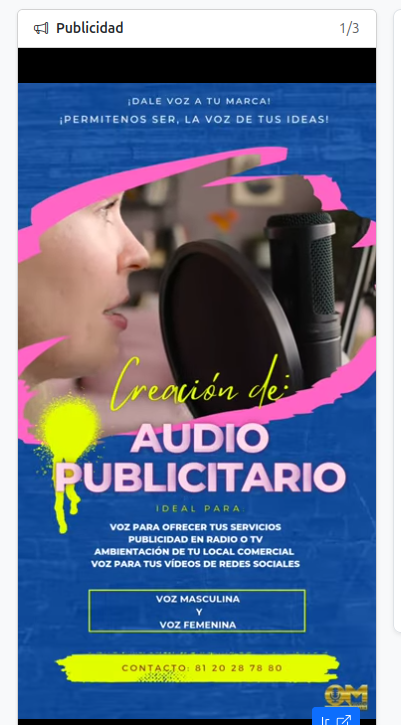 Publicidad
1/3
¡DALE VOZ A TU MARCA!
¡PERMITENOS SER, LA VOZ DE TUS IDEAS!
Creación de:
AUDIO
PUBLICITARIO
IDEAL PARA
VOZ PARA OFRECER TUS SERVICIOS
PUBLICIDAD EN RADIO O TV
AMBIENTACIÓN DE TU LOCAL COMERCIAL
VOZ PARA TUS VÍDEOS DE REDES SOCIALES
VOZ MASCULINA
Y
VOZ FEMENINA
CONTACTO: 81 20 28 78 80
OM
Ir